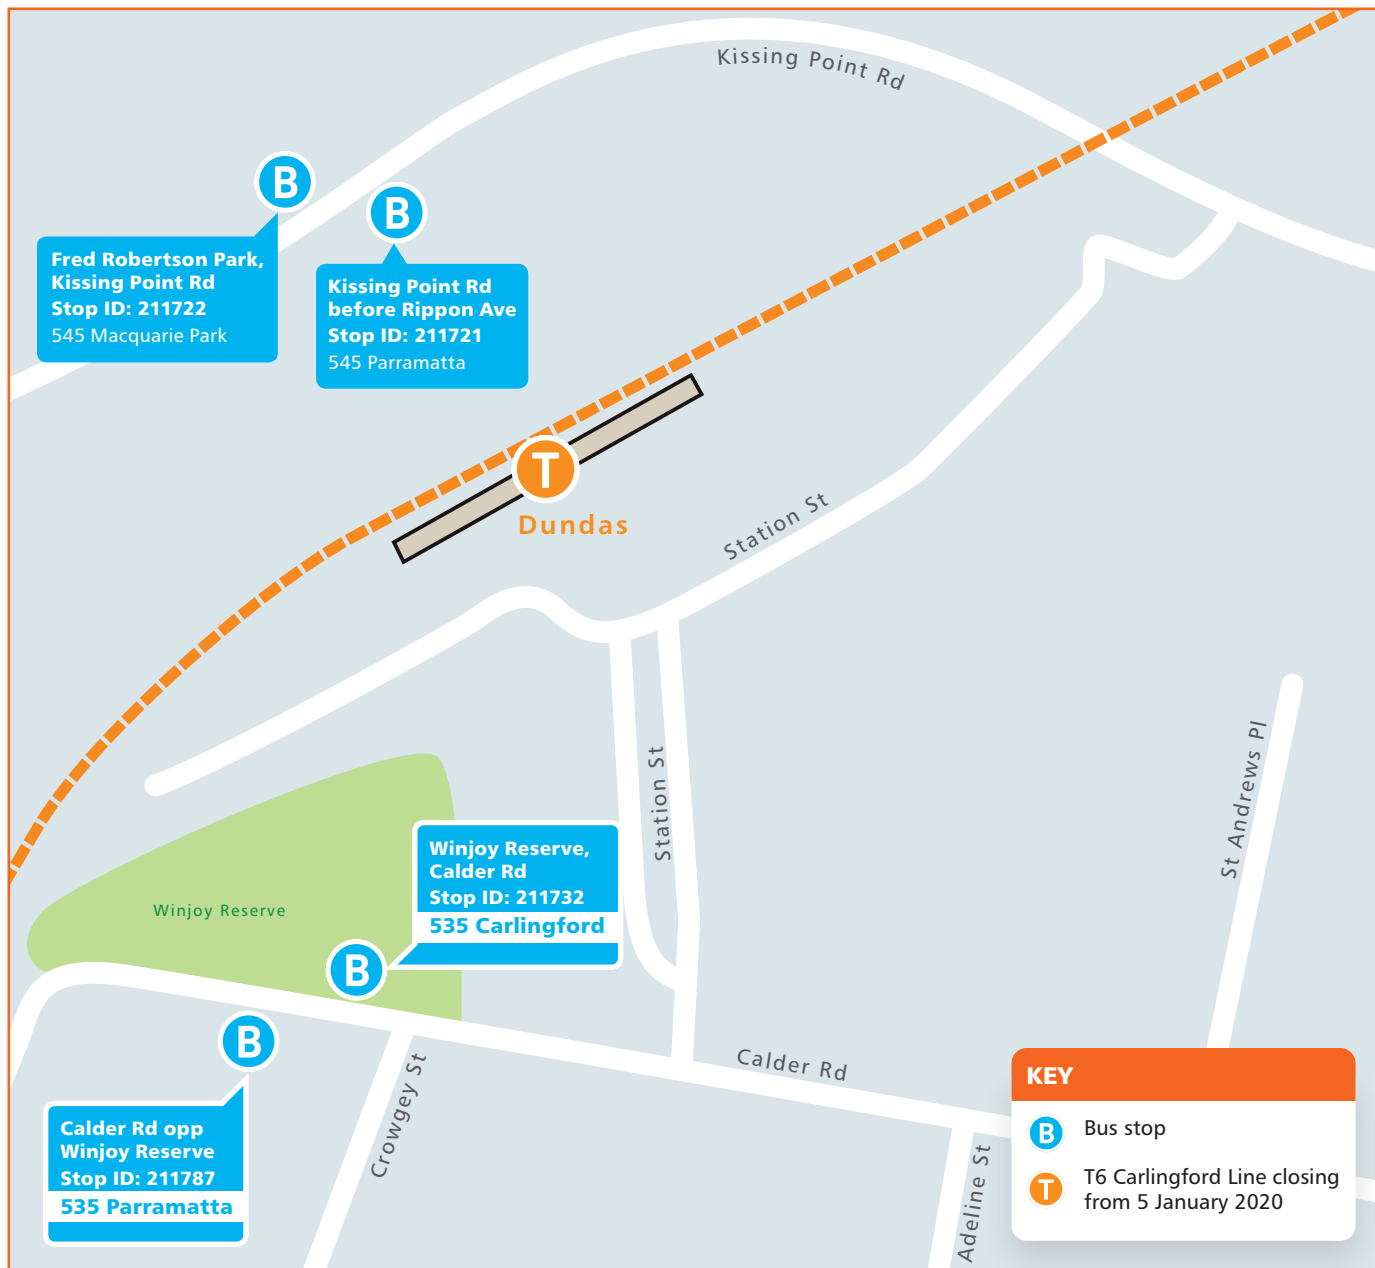 Kissing Point Rd
B
B
Fred Robertson Park,
Kissing Point Rd
Stop ID: 211722
545 Macquarie Park
Kissing Point Rd
before Rippon Ave
Stop ID: 211721
545 Parramatta
T
Dundas
Station St
Station St
St Andrews Pl
Winjoy Reserve,
Calder Rd
Stop ID: 211732
535 Carlingford
Winjoy Reserve
B
B
Calder Rd
Crowgey St
Calder Rd opp
Winjoy Reserve
Stop ID: 211787
535 Parramatta
Adeline St
KEY
B Bus stop
T T6 Carlingford Line closing
from 5 January 2020